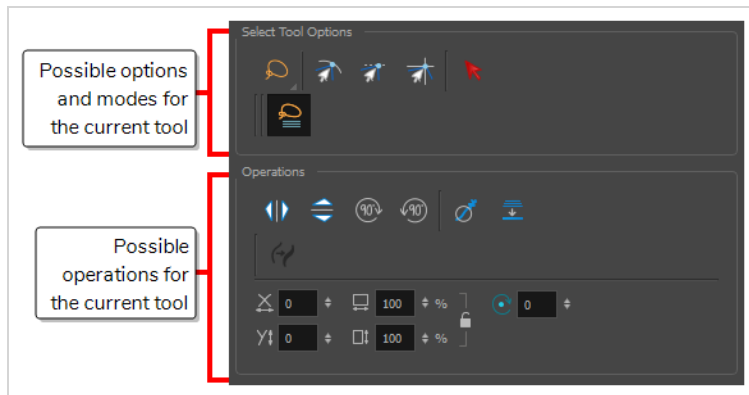 Select Tool Options
Possible options
and modes for
the current tool
Operations
90°
90°
Possible
operations for
the current tool
X 0 100 % 0
Y 0 100 %